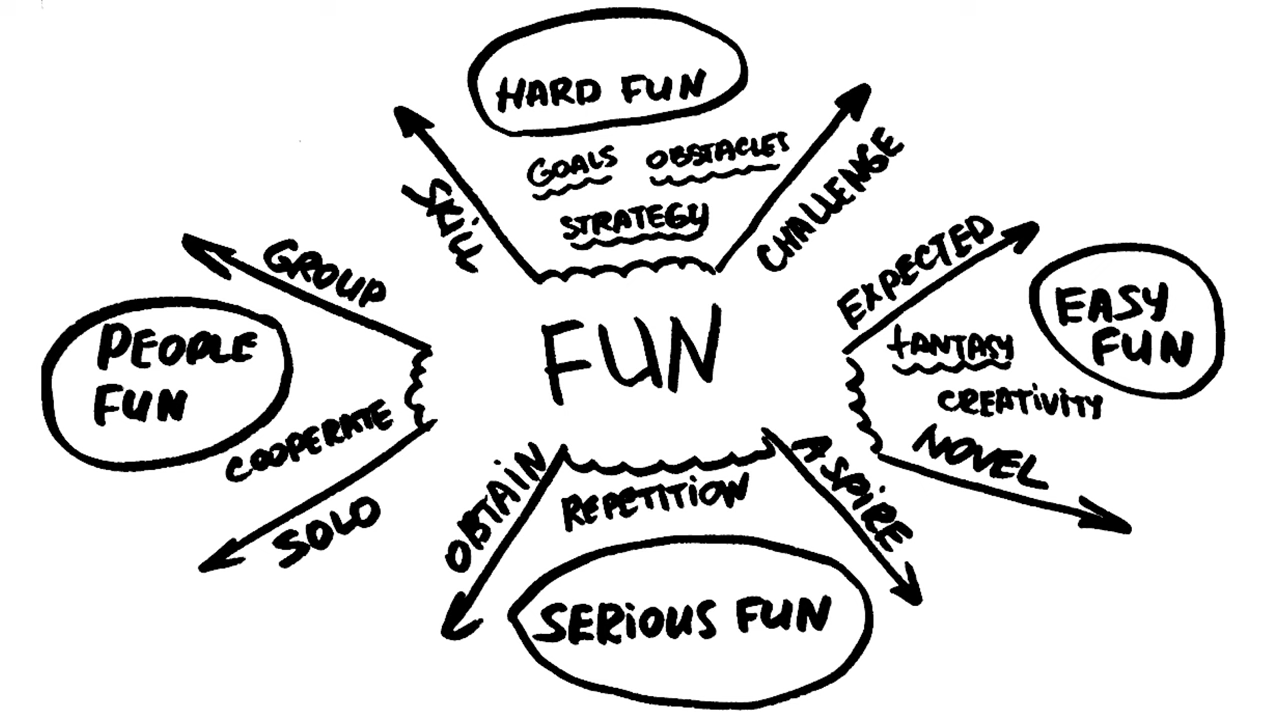 HARD FUN
GOALS OBSTACLES
STRATEGY
SKILL
CHALLENGE
GROUP
PEOPLE
FUN
COOPERATE
SOLO
FUN
EXPECTED
EASY
FUN
FANTASY
CREATIVITY
NOVEL
OBTAIN
REPETITION
ASPIRE
SERIOUS FUN